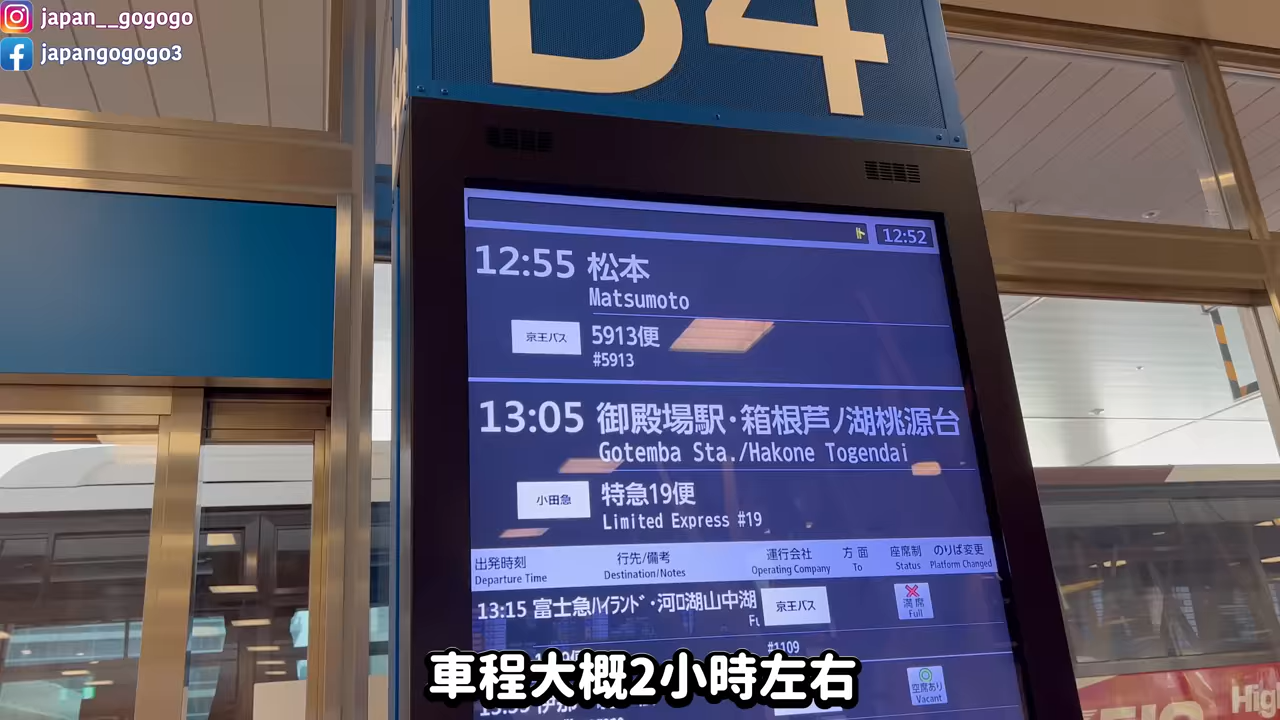 japan__gogogo
japangogogo3
B4
12:52
12:55 松本
Matsumoto
京王バス 5913便
#5913
13:05 御殿場駅・箱根芦ノ湖桃源台
Gotemba Sta./Hakone Togendai
小田急 特急19便
Limited Express #19
出発時刻 行先/備考 運行会社 方面 座席制 のりば変更
Departure Time Destination/Notes Operating Company To Status Platform Changed
13:15 富士急ハイランド・河口湖山中湖 京王バス 満席
Full
#1109
空席あり
Vacant
車程大概2小時左右